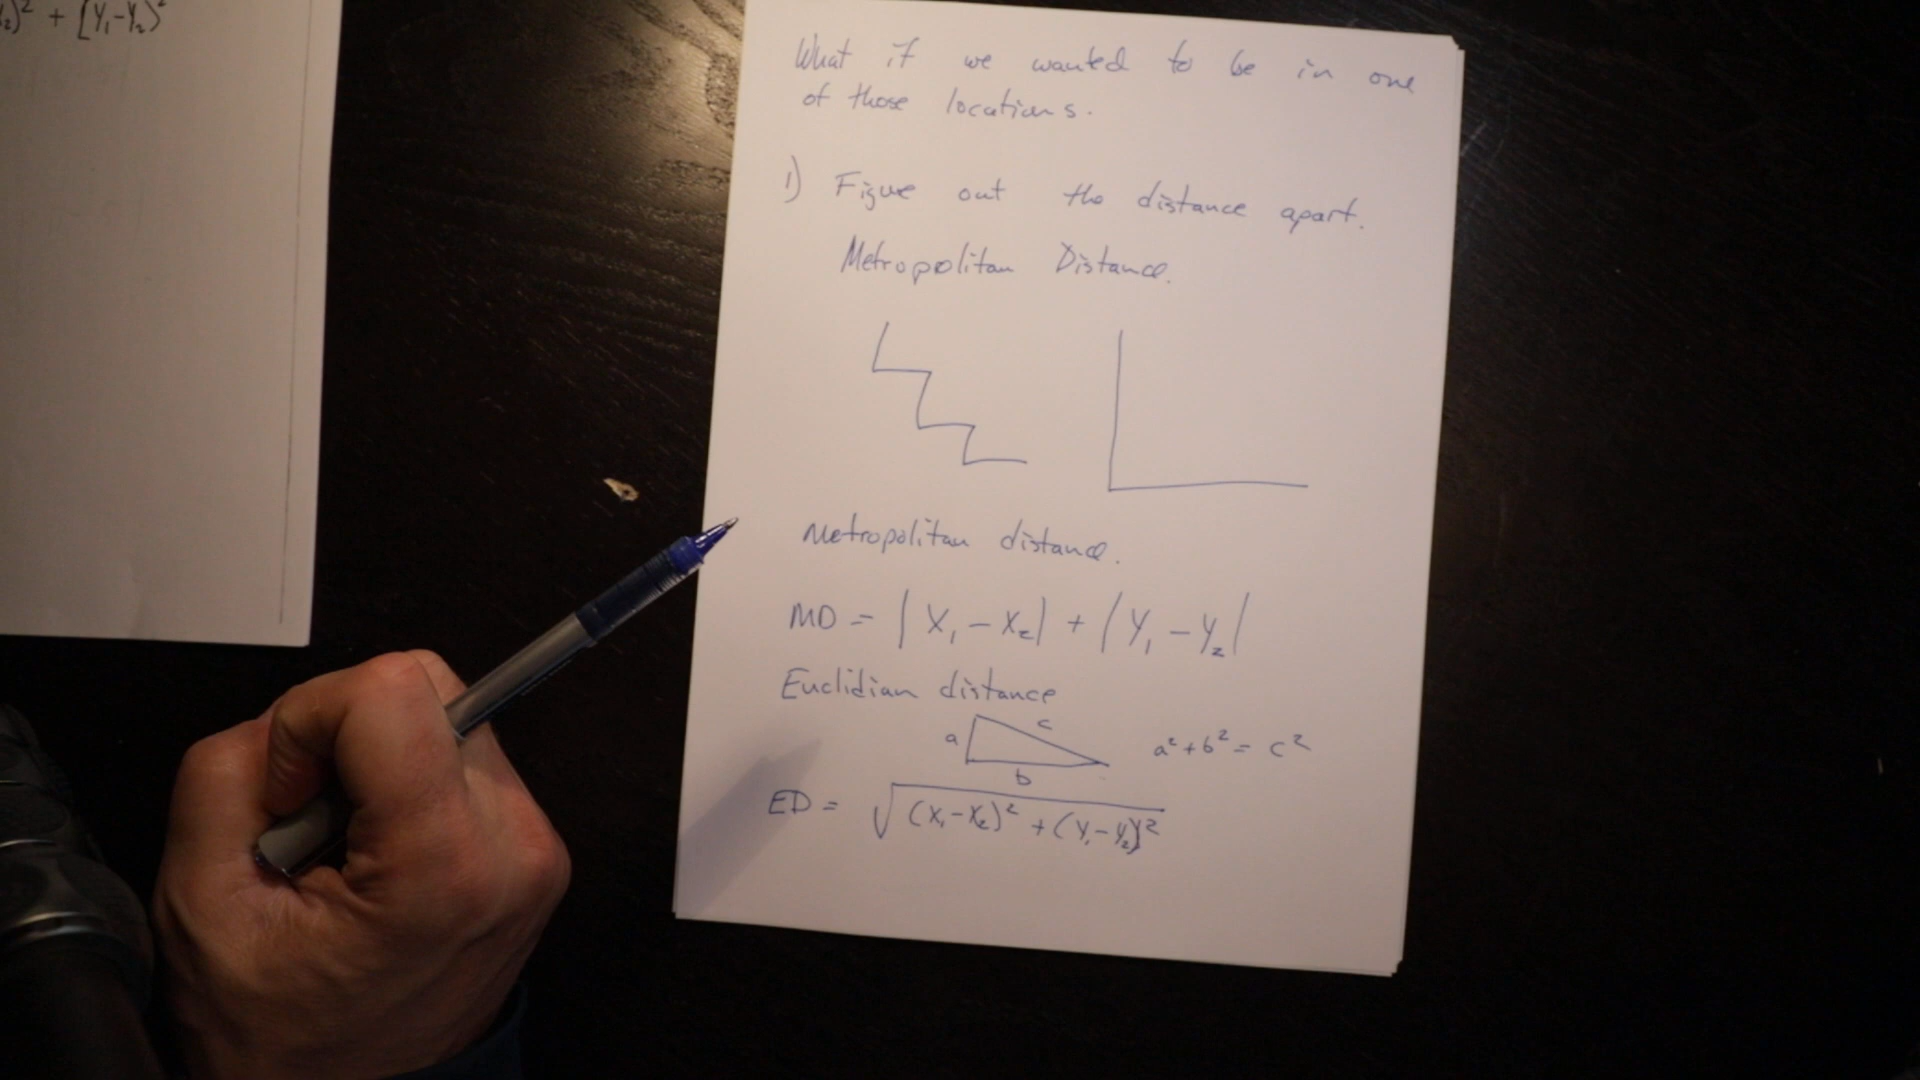 ₂)² + [Y₁-Y₂)²
What if we wanted to be in one
of those locations.
1) Figure out the distance apart.
Metropolitan Distance.
Metropolitan distance.
MD = |X₁ - X₂| + |Y₁ - Y₂|
Euclidian distance
c
a
a² + b² = c²
b
ED = √(X₁-X₂)² + (Y₁-Y₂)²